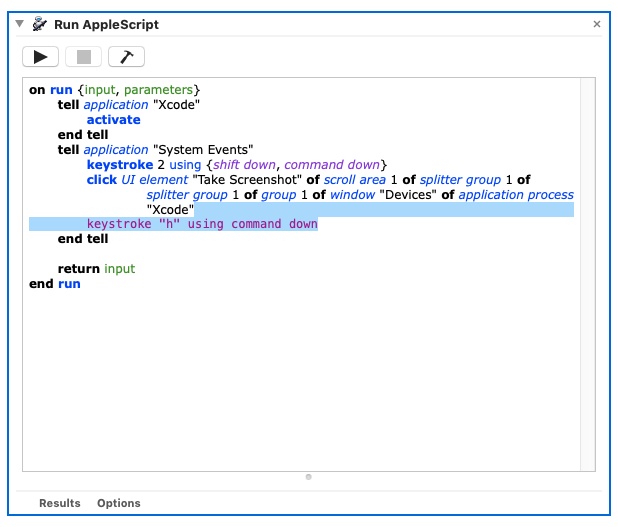 Run AppleScript
on run {input, parameters}
tell application "Xcode"
activate
end tell
tell application "System Events"
keystroke 2 using {shift down, command down}
click UI element "Take Screenshot" of scroll area 1 of splitter group 1 of
splitter group 1 of group 1 of window "Devices" of application process
"Xcode"
keystroke "h" using command down
end tell
return input
end run
Results Options